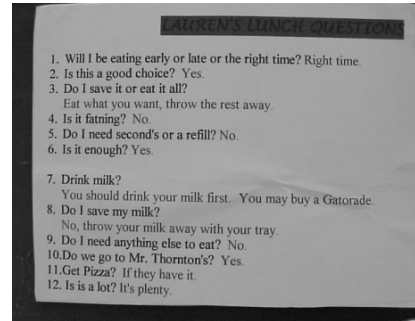 LAUREN'S LUNCH QUESTIONS
1. Will I be eating early or late or the right time? Right time.
2. Is this a good choice? Yes.
3. Do I save it or eat it all?
Eat what you want, throw the rest away.
4. Is it fatning? No.
5. Do I need second's or a refill? No.
6. Is it enough? Yes.
7. Drink milk?
You should drink your milk first. You may buy a Gatorade.
8. Do I save my milk?
No, throw your milk away with your tray.
9. Do I need anything else to eat? No.
10.Do we go to Mr. Thornton's? Yes.
11.Get Pizza? If they have it.
12. Is is a lot? It's plenty.